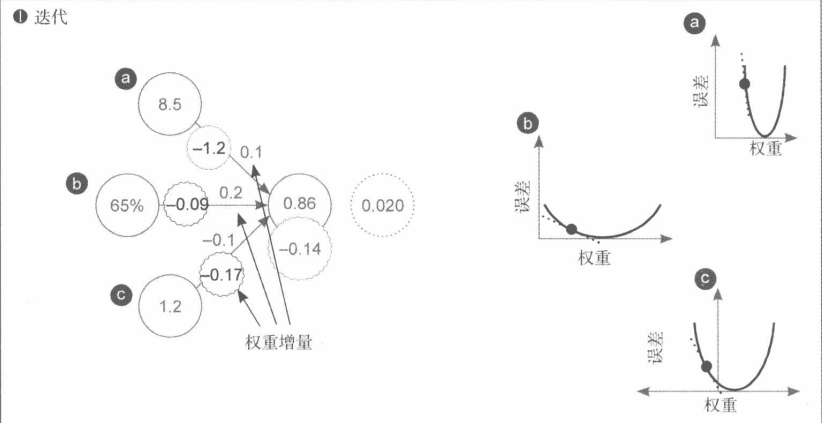 ❶ 迭代
a
8.5
–1.2
0.1
b
65%
–0.09
0.2
0.86
0.020
–0.1
–0.14
–0.17
c
1.2
权重增量
a
误差
权重
b
误差
权重
c
误差
权重